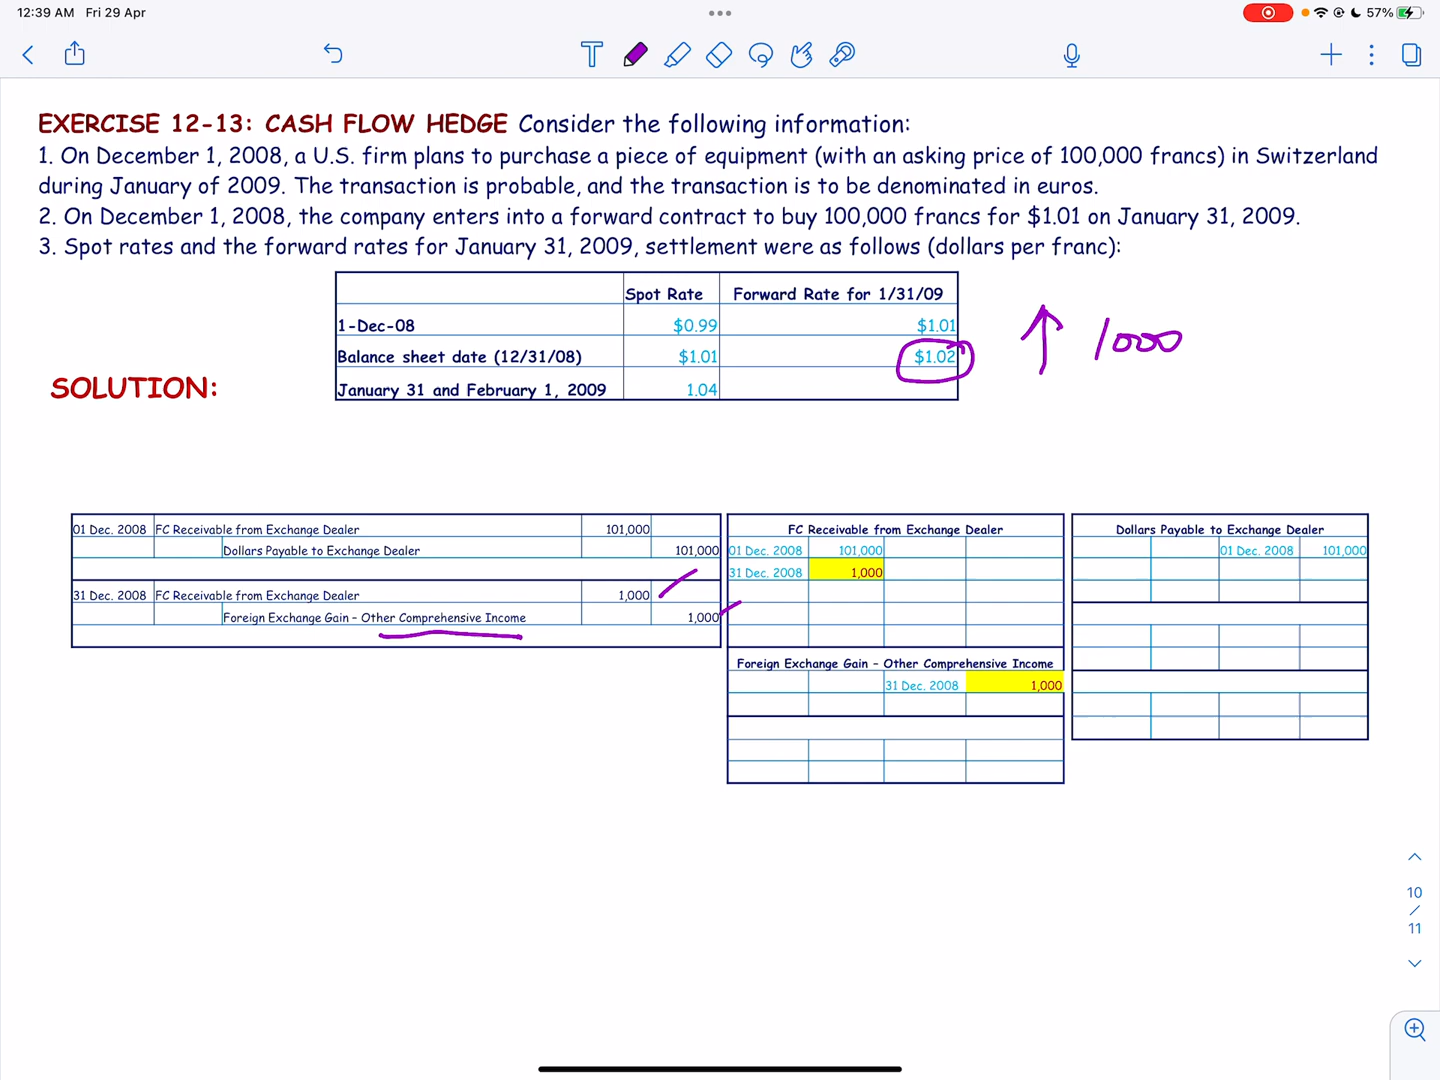 12:39 AM Fri 29 Apr
57%
EXERCISE 12-13: CASH FLOW HEDGE Consider the following information:
1. On December 1, 2008, a U.S. firm plans to purchase a piece of equipment (with an asking price of 100,000 francs) in Switzerland
during January of 2009. The transaction is probable, and the transaction is to be denominated in euros.
2. On December 1, 2008, the company enters into a forward contract to buy 100,000 francs for $1.01 on January 31, 2009.
3. Spot rates and the forward rates for January 31, 2009, settlement were as follows (dollars per franc):
Spot Rate Forward Rate for 1/31/09
1-Dec-08 $0.99 $1.01
Balance sheet date (12/31/08) $1.01 $1.02
January 31 and February 1, 2009 1.04
1000
SOLUTION:
01 Dec. 2008 FC Receivable from Exchange Dealer 101,000
Dollars Payable to Exchange Dealer 101,000
31 Dec. 2008 FC Receivable from Exchange Dealer 1,000
Foreign Exchange Gain – Other Comprehensive Income 1,000
FC Receivable from Exchange Dealer
01 Dec. 2008 101,000
31 Dec. 2008 1,000
Foreign Exchange Gain – Other Comprehensive Income
31 Dec. 2008 1,000
Dollars Payable to Exchange Dealer
01 Dec. 2008 101,000
10
/
11